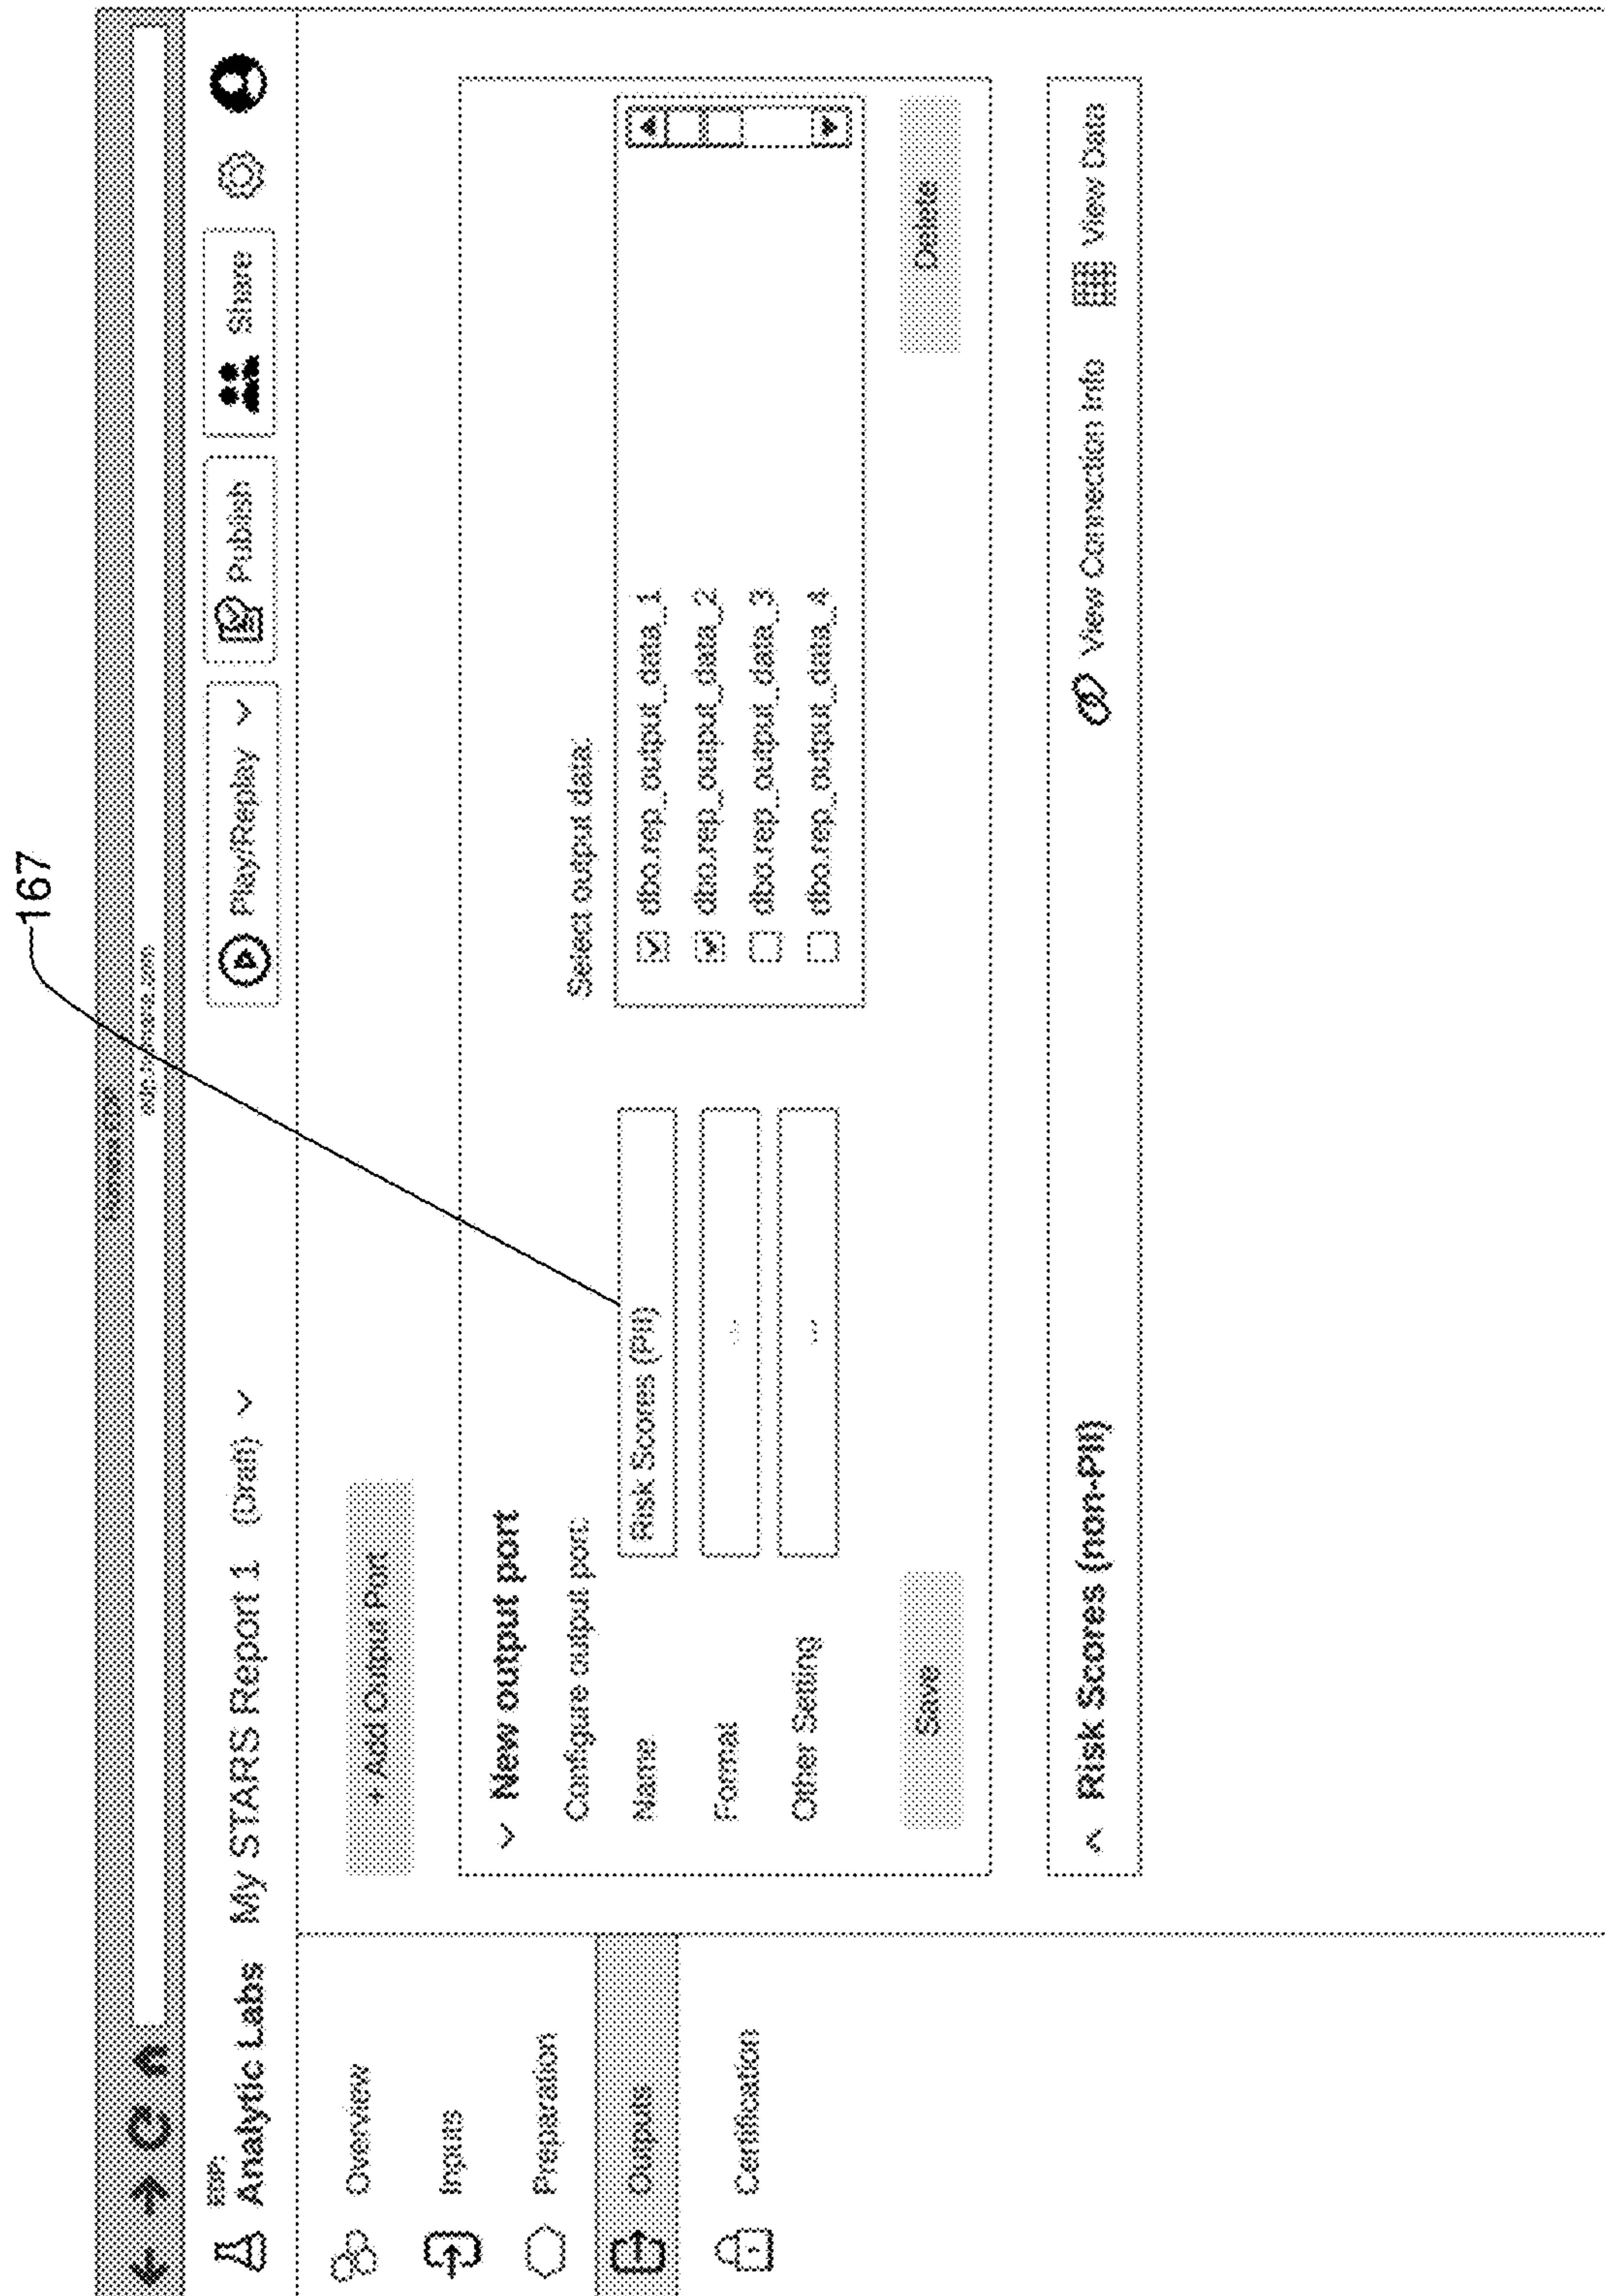 167
EDP:
Analytic Labs
My STARS Report 1 (Draft)
Play/Replay
Publish
Share
Overview
Inputs
Preparation
Outputs
Certification
+ Add Output Port
New output port
Configure output port:
Name
Risk Scores (PII)
Format
...
Other Setting
...
Select output data:
dbo.rep_output_data_1
dbo.rep_output_data_2
dbo.rep_output_data_3
dbo.rep_output_data_4
Save
Delete
Risk Scores (non-PII)
View Connection Info
View Data